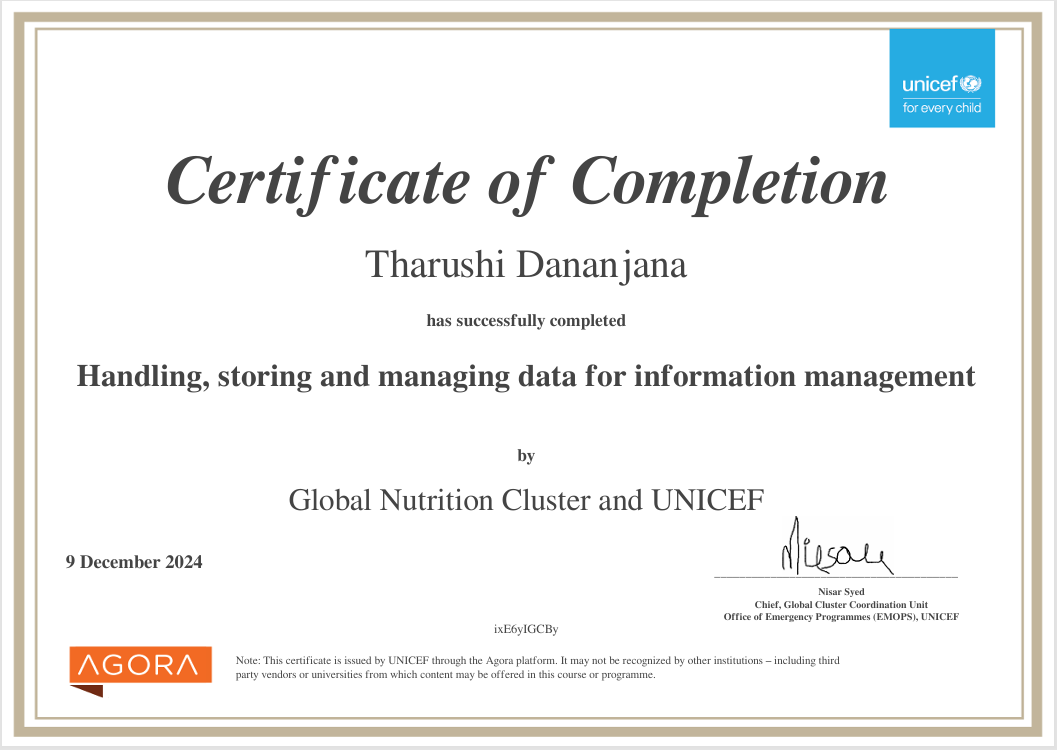 unicef
for every child
Certificate of Completion
Tharushi Dananjana
has successfully completed
Handling, storing and managing data for information management
by
Global Nutrition Cluster and UNICEF
9 December 2024
Nisar Syed
Chief, Global Cluster Coordination Unit
Office of Emergency Programmes (EMOPS), UNICEF
ixE6yIGCBy
AGORA
Note: This certificate is issued by UNICEF through the Agora platform. It may not be recognized by other institutions – including third
party vendors or universities from which content may be offered in this course or programme.